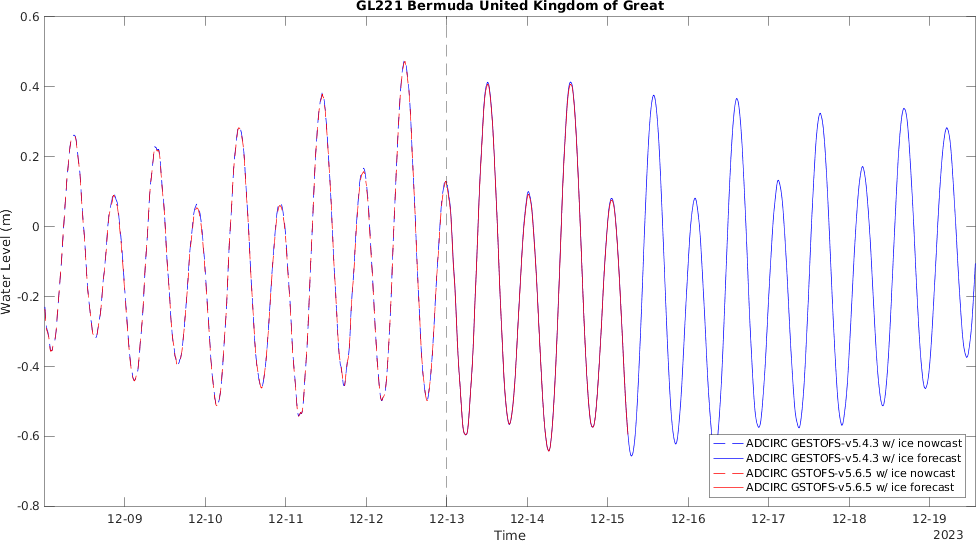 GL221 Bermuda United Kingdom of Great
0.6
0.4
0.2
0
-0.2
-0.4
-0.6
-0.8
Water Level (m)
ADCIRC GESTOFS-v5.4.3 w/ ice nowcast
ADCIRC GESTOFS-v5.4.3 w/ ice forecast
ADCIRC GSTOFS-v5.6.5 w/ ice nowcast
ADCIRC GSTOFS-v5.6.5 w/ ice forecast
12-09 12-10 12-11 12-12 12-13 12-14 12-15 12-16 12-17 12-18 12-19
Time
2023